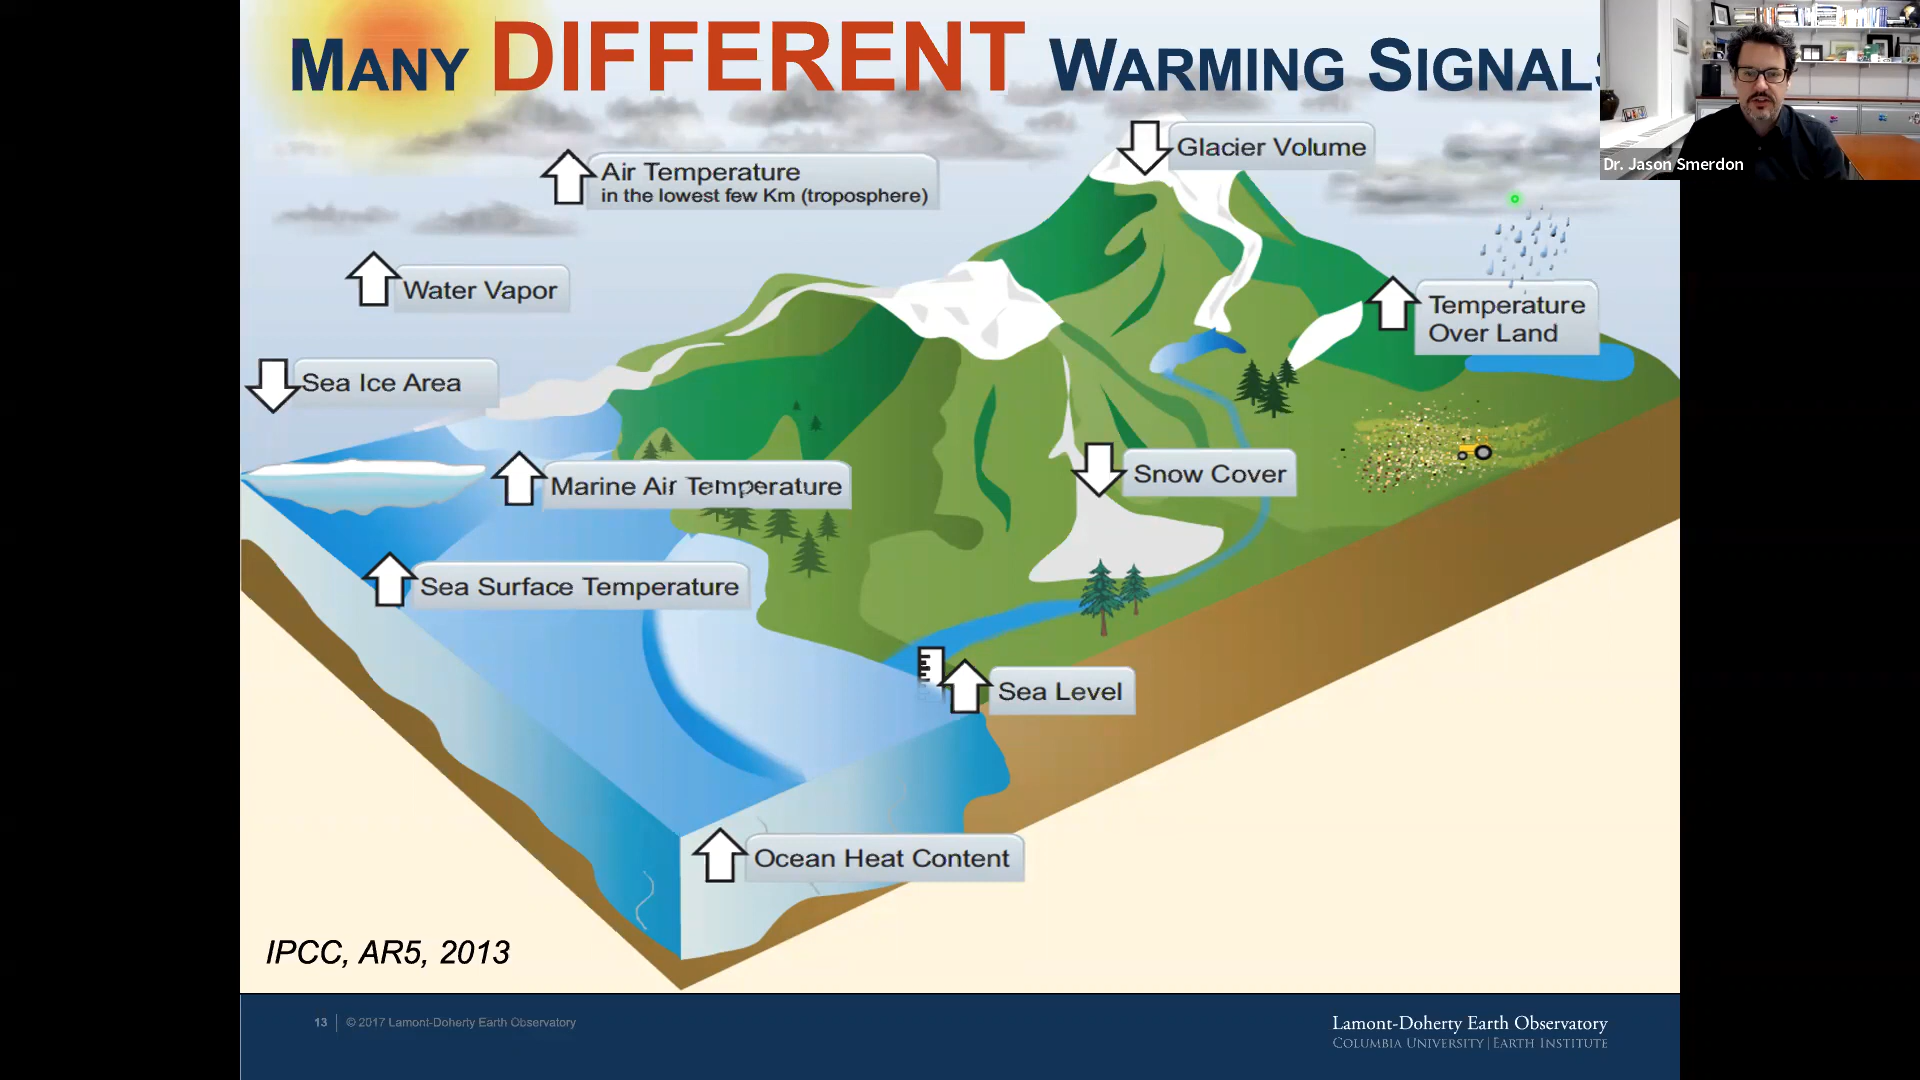 MANY DIFFERENT WARMING SIGNALS
Dr. Jason Smerdon
Glacier Volume
Air Temperature
in the lowest few Km (troposphere)
Water Vapor
Temperature
Over Land
Sea Ice Area
Snow Cover
Marine Air Temperature
Sea Surface Temperature
Sea Level
Ocean Heat Content
IPCC, AR5, 2013
13 | © 2017 Lamont-Doherty Earth Observatory
Lamont-Doherty Earth Observatory
COLUMBIA UNIVERSITY | EARTH INSTITUTE